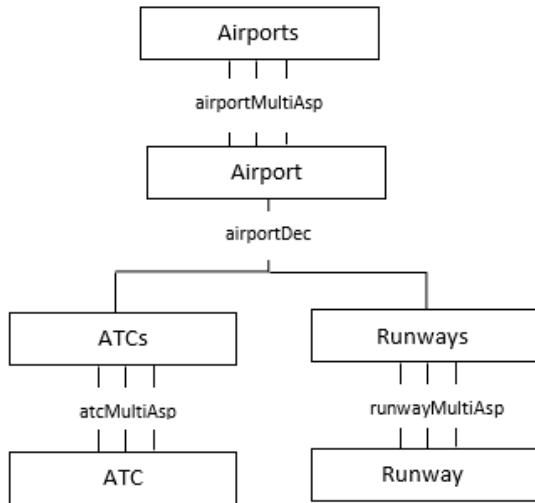 Airports
airportMultiAsp
Airport
airportDec
ATCs
Runways
atcMultiAsp
runwayMultiAsp
ATC
Runway